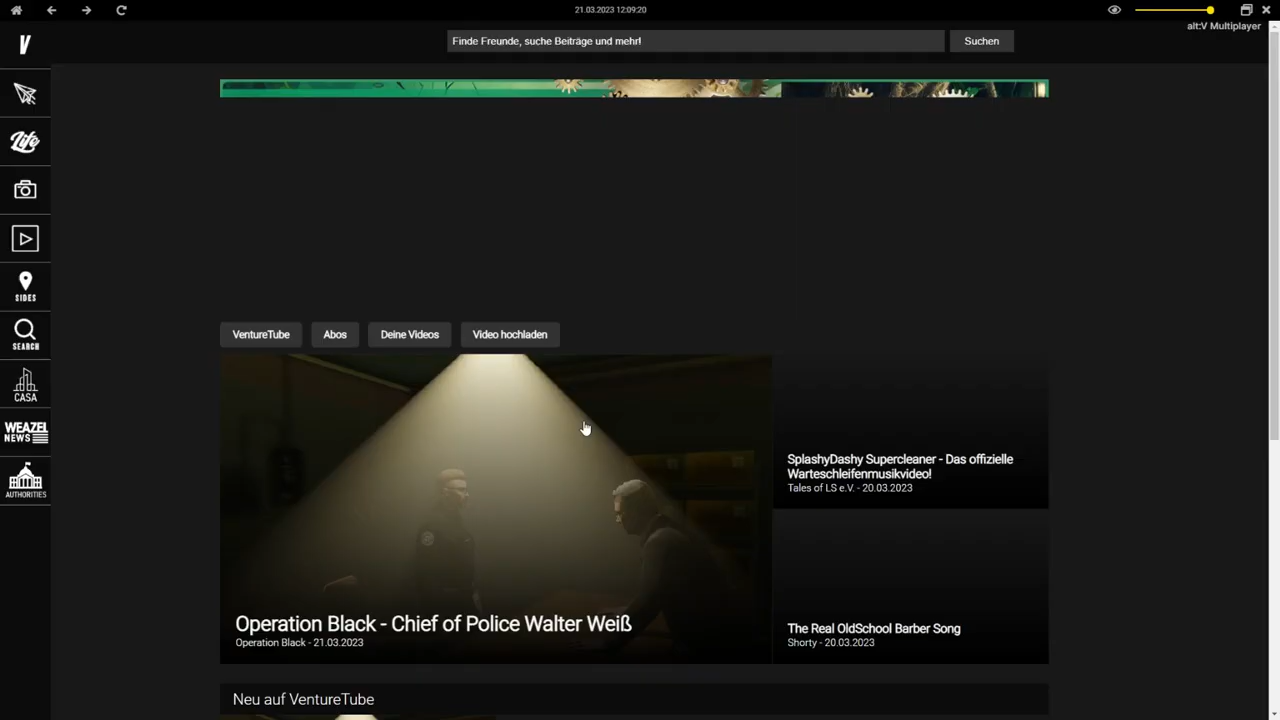 21.03.2023 12:09:20
alt:V Multiplayer
V
Finde Freunde, suche Beiträge und mehr!
Suchen
Life
SIDES
SEARCH
CASA
WEAZEL
NEWS
AUTHORITIES
VentureTube
Abos
Deine Videos
Video hochladen
Operation Black - Chief of Police Walter Weiß
Operation Black - 21.03.2023
SplashyDashy Supercleaner - Das offizielle
Warteschleifenmusikvideo!
Tales of LS e.V. - 20.03.2023
The Real OldSchool Barber Song
Shorty - 20.03.2023
Neu auf VentureTube